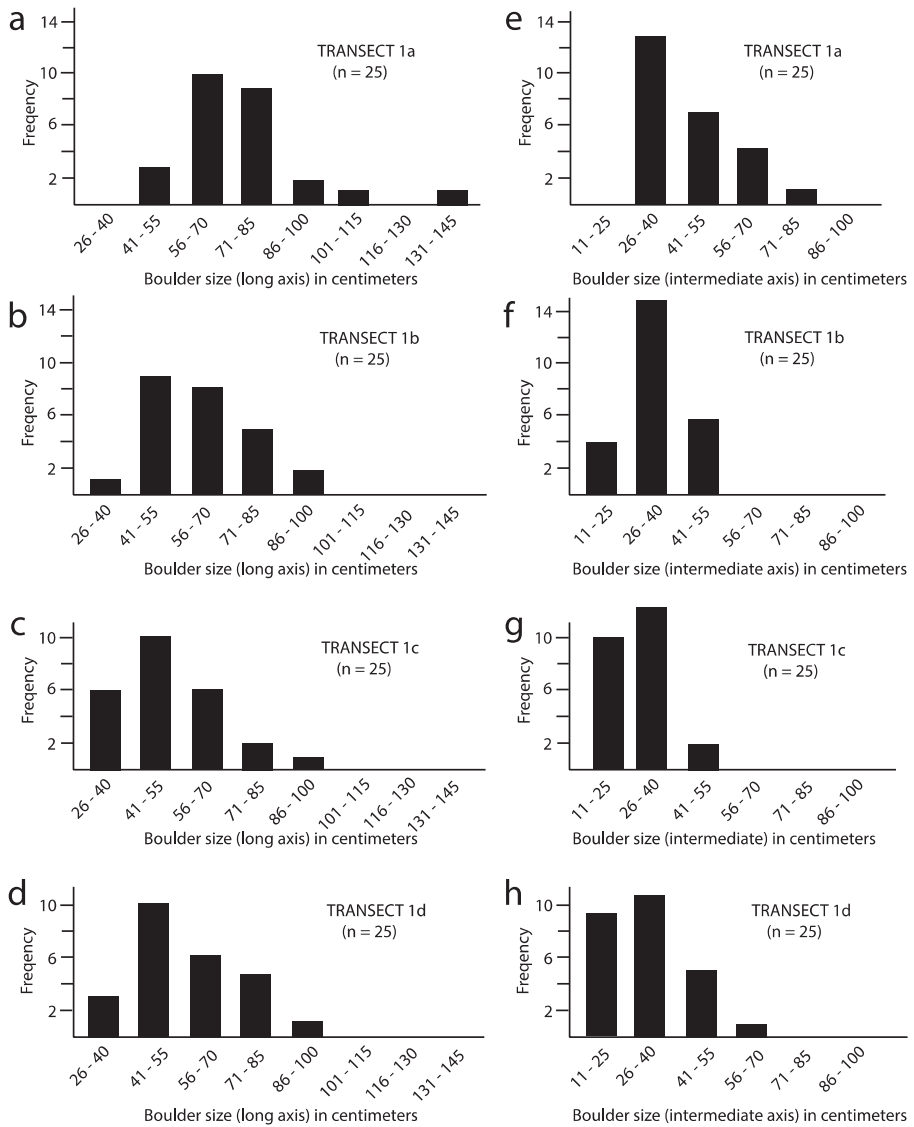 a
TRANSECT 1a
(n = 25)
Freqency
14
10
6
2
26 - 40
41 - 55
56 - 70
71 - 85
86 - 100
101 - 115
116 - 130
131 - 145
Boulder size (long axis) in centimeters
e
TRANSECT 1a
(n = 25)
Freqency
14
10
6
2
11 - 25
26 - 40
41 - 55
56 - 70
71 - 85
86 - 100
Boulder size (intermediate axis) in centimeters
b
TRANSECT 1b
(n = 25)
Freqency
14
10
6
2
26 - 40
41 - 55
56 - 70
71 - 85
86 - 100
101 - 115
116 - 130
131 - 145
Boulder size (long axis) in centimeters
f
TRANSECT 1b
(n = 25)
Freqency
14
10
6
2
11 - 25
26 - 40
41 - 55
56 - 70
71 - 85
86 - 100
Boulder size (intermediate axis) in centimeters
c
TRANSECT 1c
(n = 25)
Freqency
10
6
2
26 - 40
41 - 55
56 - 70
71 - 85
86 - 100
101 - 115
116 - 130
131 - 145
Boulder size (long axis) in centimeters
g
TRANSECT 1c
(n = 25)
Freqency
10
6
2
11 - 25
26 - 40
41 - 55
56 - 70
71 - 85
86 - 100
Boulder size (intermediate) in centimeters
d
TRANSECT 1d
(n = 25)
Freqency
10
6
2
26 - 40
41 - 55
56 - 70
71 - 85
86 - 100
101 - 115
116 - 130
131 - 145
Boulder size (long axis) in centimeters
h
TRANSECT 1d
(n = 25)
Freqency
10
6
2
11 - 25
26 - 40
41 - 55
56 - 70
71 - 85
86 - 100
Boulder size (intermediate axis) in centimeters